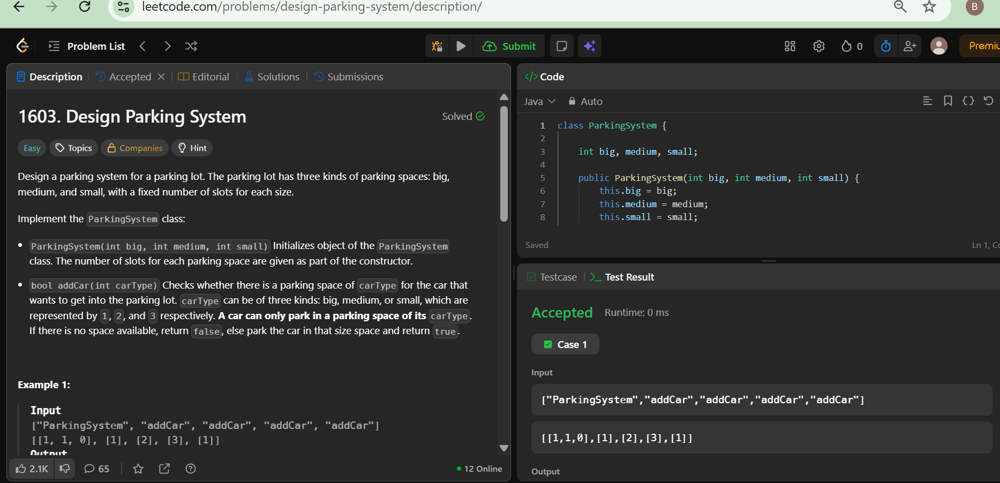 leetcode.com/problems/design-parking-system/description/
B
Problem List
Submit
0
Premiu
Description
Accepted
Editorial
Solutions
Submissions
1603. Design Parking System
Solved
Easy
Topics
Companies
Hint
Design a parking system for a parking lot. The parking lot has three kinds of parking spaces: big,
medium, and small, with a fixed number of slots for each size.
Implement the ParkingSystem class:
• ParkingSystem(int big, int medium, int small) Initializes object of the ParkingSystem
class. The number of slots for each parking space are given as part of the constructor.
• bool addCar(int carType) Checks whether there is a parking space of carType for the car that
wants to get into the parking lot. carType can be of three kinds: big, medium, or small, which are
represented by 1, 2, and 3 respectively. A car can only park in a parking space of its carType.
If there is no space available, return false, else park the car in that size space and return true.
Example 1:
Input
["ParkingSystem", "addCar", "addCar", "addCar", "addCar"]
[[1, 1, 0], [1], [2], [3], [1]]
Output
2.1K
65
12 Online
</> Code
Java
Auto
1 class ParkingSystem {
2
3 int big, medium, small;
4
5 public ParkingSystem(int big, int medium, int small) {
6 this.big = big;
7 this.medium = medium;
8 this.small = small;
Saved
Ln 1, Co
Testcase
>_ Test Result
Accepted
Runtime: 0 ms
Case 1
Input
["ParkingSystem","addCar","addCar","addCar","addCar"]
[[1,1,0],[1],[2],[3],[1]]
Output